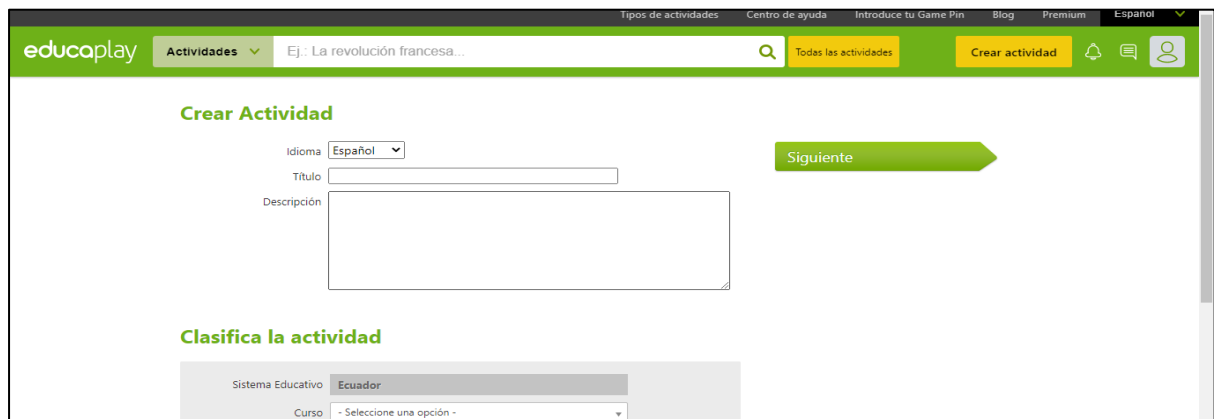 Tipos de actividades Centro de ayuda Introduce tu Game Pin Blog Premium Español
educaplay Actividades Ej.: La revolución francesa... Todas las actividades Crear actividad
Crear Actividad
Idioma Español
Siguiente
Título
Descripción
Clasifica la actividad
Sistema Educativo Ecuador
Curso - Seleccione una opción -